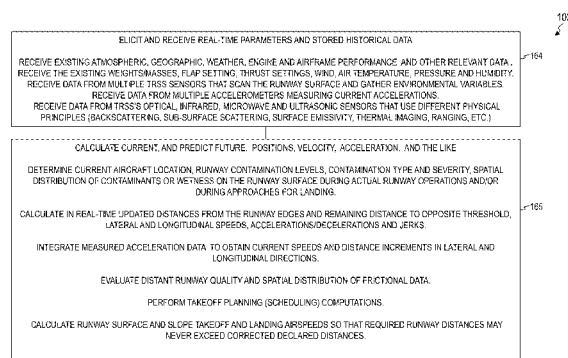 102
ELICIT AND RECEIVE REAL-TIME PARAMETERS AND STORED HISTORICAL DATA
164
RECEIVE EXISTING ATMOSPHERIC, GEOGRAPHIC, WEATHER, ENGINE AND AIRFRAME PERFORMANCE AND OTHER RELEVANT DATA.
RECEIVE THE EXISTING WEIGHTS/MASSES, FLAP SETTING, THRUST SETTINGS, WIND, AIR TEMPERATURE, PRESSURE AND HUMIDITY.
RECEIVE DATA FROM MULTIPLE TRSS SENSORS THAT SCAN THE RUNWAY SURFACE AND GATHER ENVIRONMENTAL VARIABLES.
RECEIVE DATA FROM MULTIPLE ACCELEROMETERS MEASURING CURRENT ACCELERATIONS.
RECEIVE DATA FROM TRSS'S OPTICAL, INFRARED, MICROWAVE AND ULTRASONIC SENSORS THAT USE DIFFERENT PHYSICAL
PRINCIPLES (BACKSCATTERING, SUB-SURFACE SCATTERING, SURFACE EMISSIVITY, THERMAL IMAGING, RANGING, ETC.)
CALCULATE CURRENT, AND PREDICT FUTURE, POSITIONS, VELOCITY, ACCELERATION, AND THE LIKE
DETERMINE CURRENT AIRCRAFT LOCATION, RUNWAY CONTAMINATION LEVELS, CONTAMINATION TYPE AND SEVERITY, SPATIAL
DISTRIBUTION OF CONTAMINANTS OR WETNESS ON THE RUNWAY SURFACE DURING ACTUAL RUNWAY OPERATIONS AND/OR
DURING APPROACHES FOR LANDING.
165
CALCULATE IN REAL-TIME UPDATED DISTANCES FROM THE RUNWAY EDGES AND REMAINING DISTANCE TO OPPOSITE THRESHOLD,
LATERAL AND LONGITUDINAL SPEEDS, ACCELERATIONS/DECELERATIONS AND JERKS.
INTEGRATE MEASURED ACCELERATION DATA TO OBTAIN CURRENT SPEEDS AND DISTANCE INCREMENTS IN LATERAL AND
LONGITUDINAL DIRECTIONS.
EVALUATE DISTANT RUNWAY QUALITY AND SPATIAL DISTRIBUTION OF FRICTIONAL DATA.
PERFORM TAKEOFF PLANNING (SCHEDULING) COMPUTATIONS.
CALCULATE RUNWAY SURFACE AND SLOPE TAKEOFF AND LANDING AIRSPEEDS SO THAT REQUIRED RUNWAY DISTANCES MAY
NEVER EXCEED CORRECTED DECLARED DISTANCES.